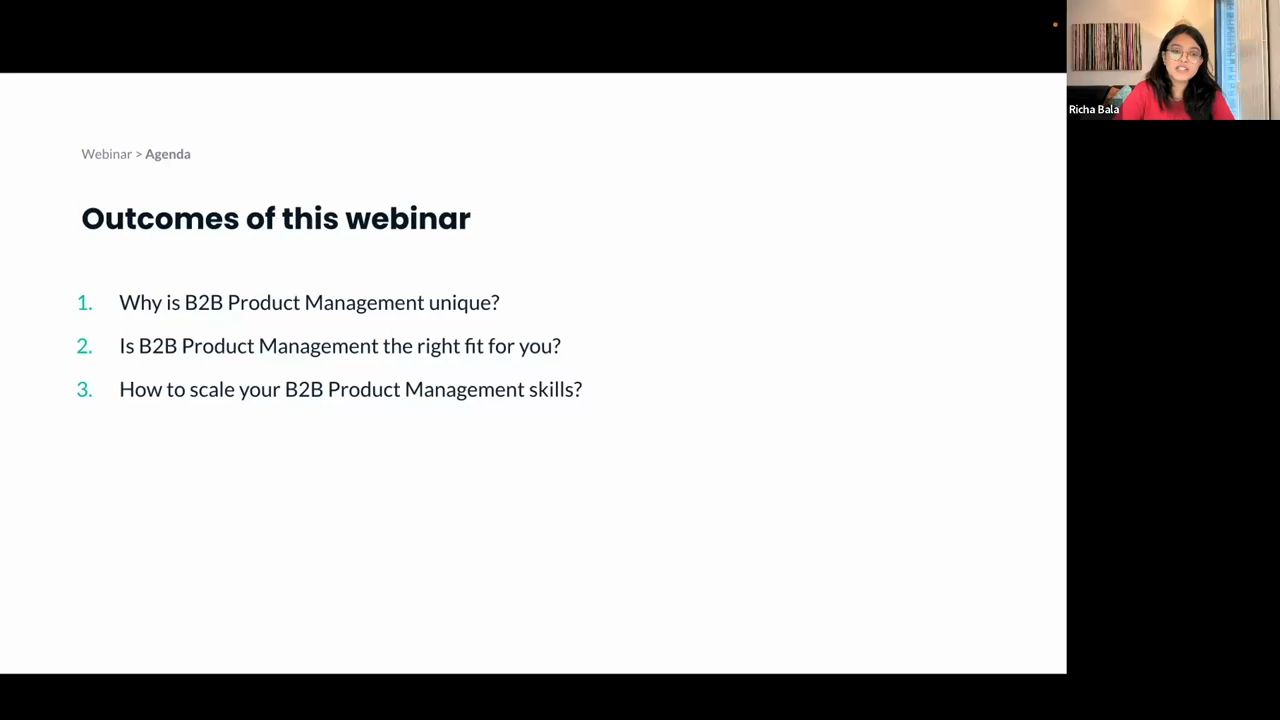 Richa Bala
Webinar > Agenda
Outcomes of this webinar
1. Why is B2B Product Management unique?
2. Is B2B Product Management the right fit for you?
3. How to scale your B2B Product Management skills?